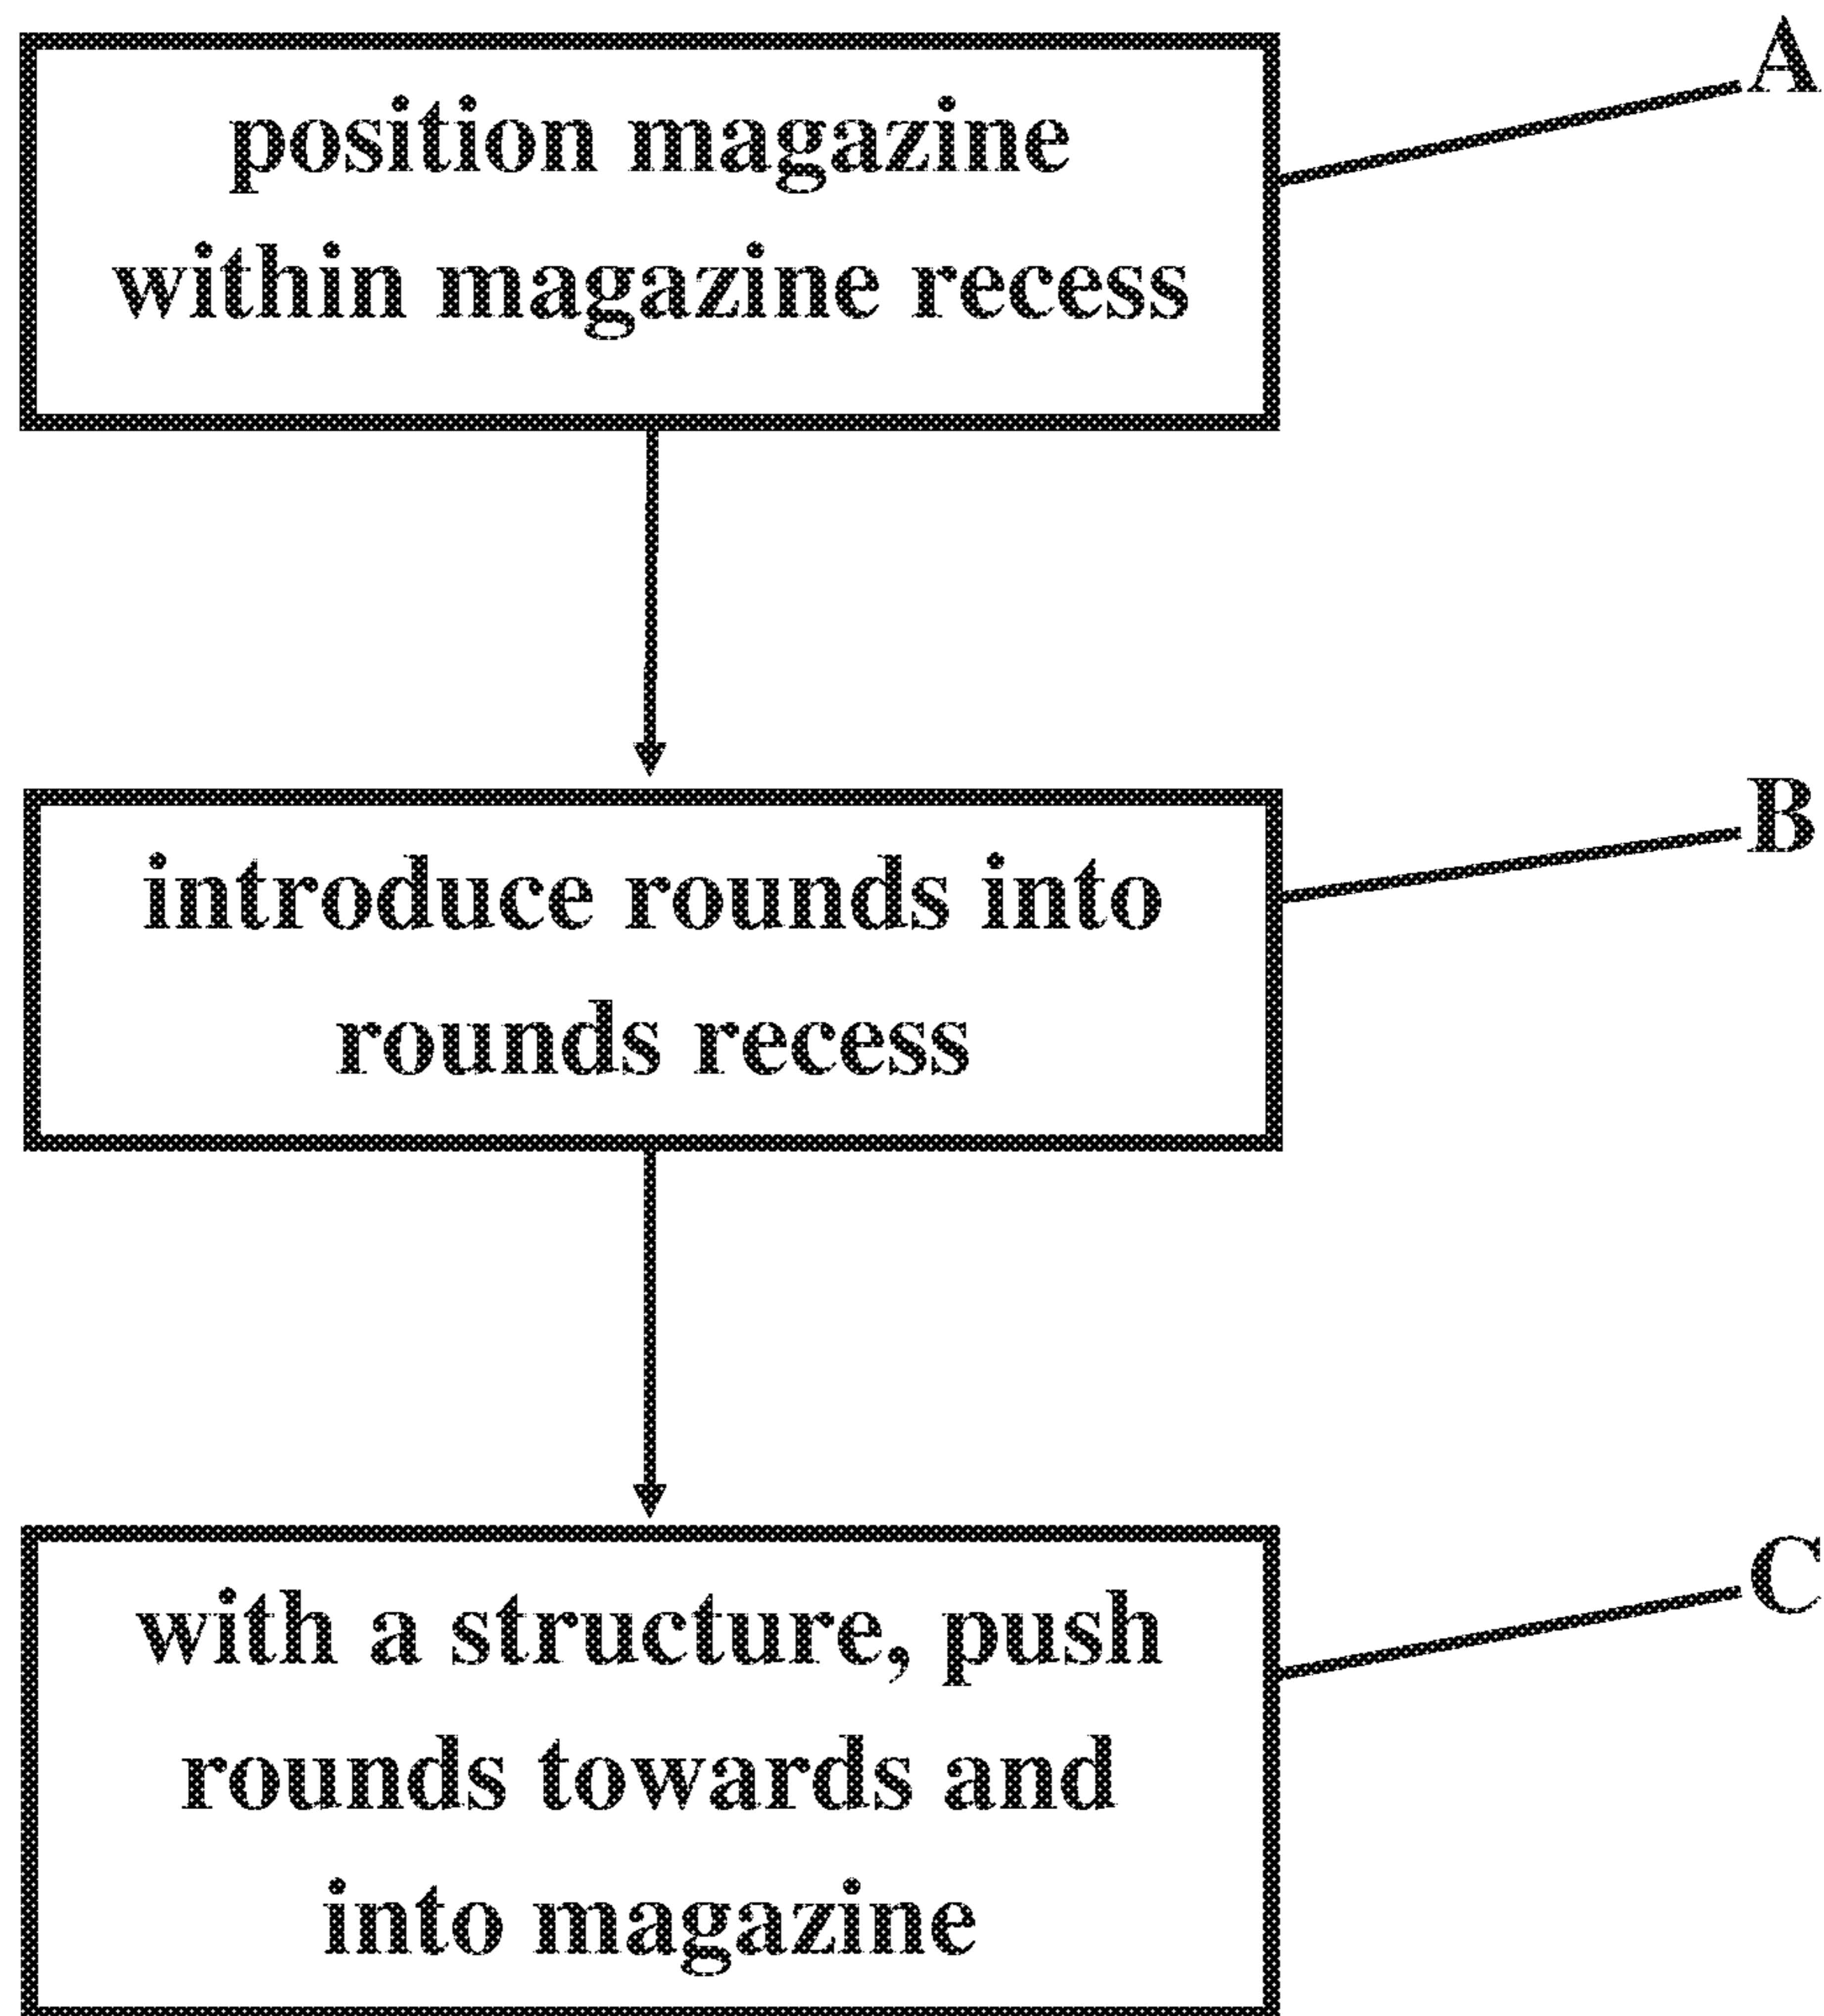 A
position magazine
within magazine recess
B
introduce rounds into
rounds recess
C
with a structure, push
rounds towards and
into magazine